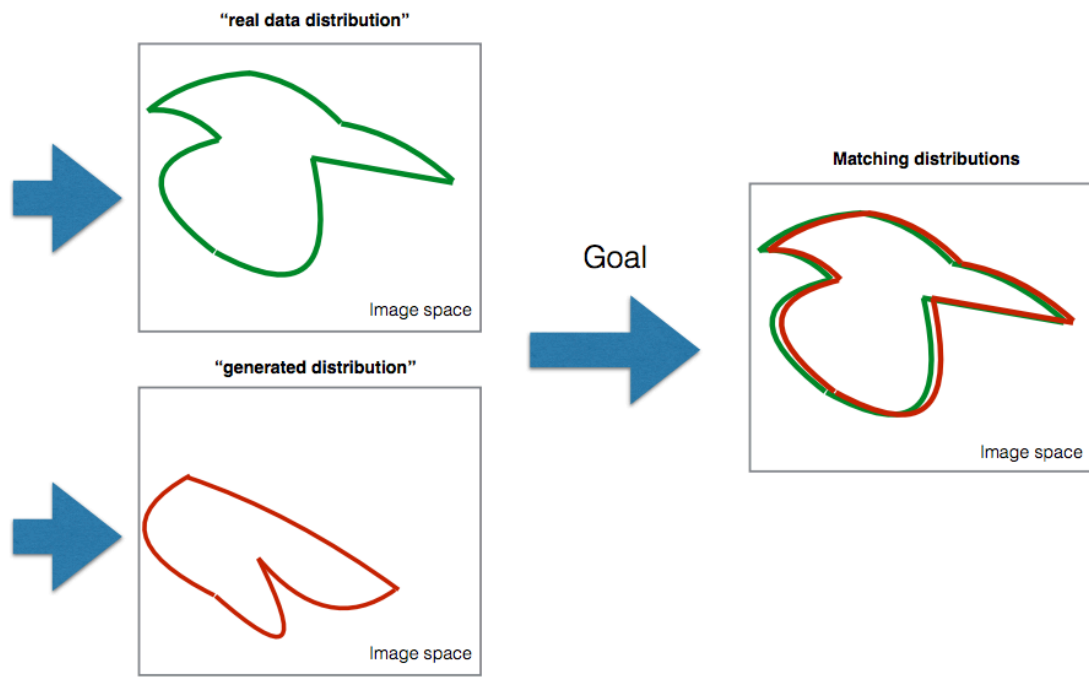 “real data distribution”
Image space
Goal
Matching distributions
Image space
“generated distribution”
Image space